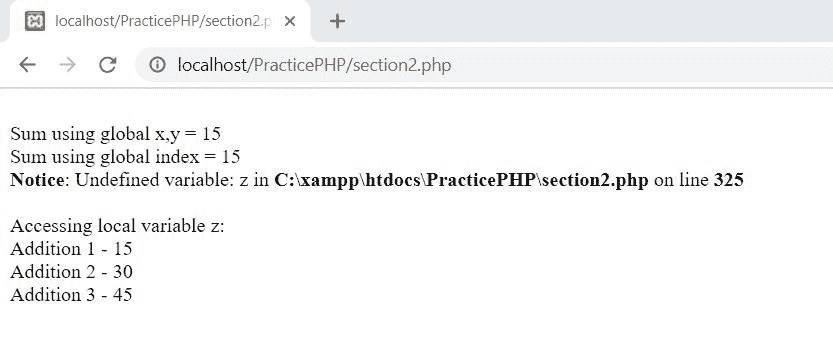 localhost/PracticePHP/section2.p
localhost/PracticePHP/section2.php
Sum using global x,y = 15
Sum using global index = 15
Notice: Undefined variable: z in C:\xampp\htdocs\PracticePHP\section2.php on line 325
Accessing local variable z:
Addition 1 - 15
Addition 2 - 30
Addition 3 - 45